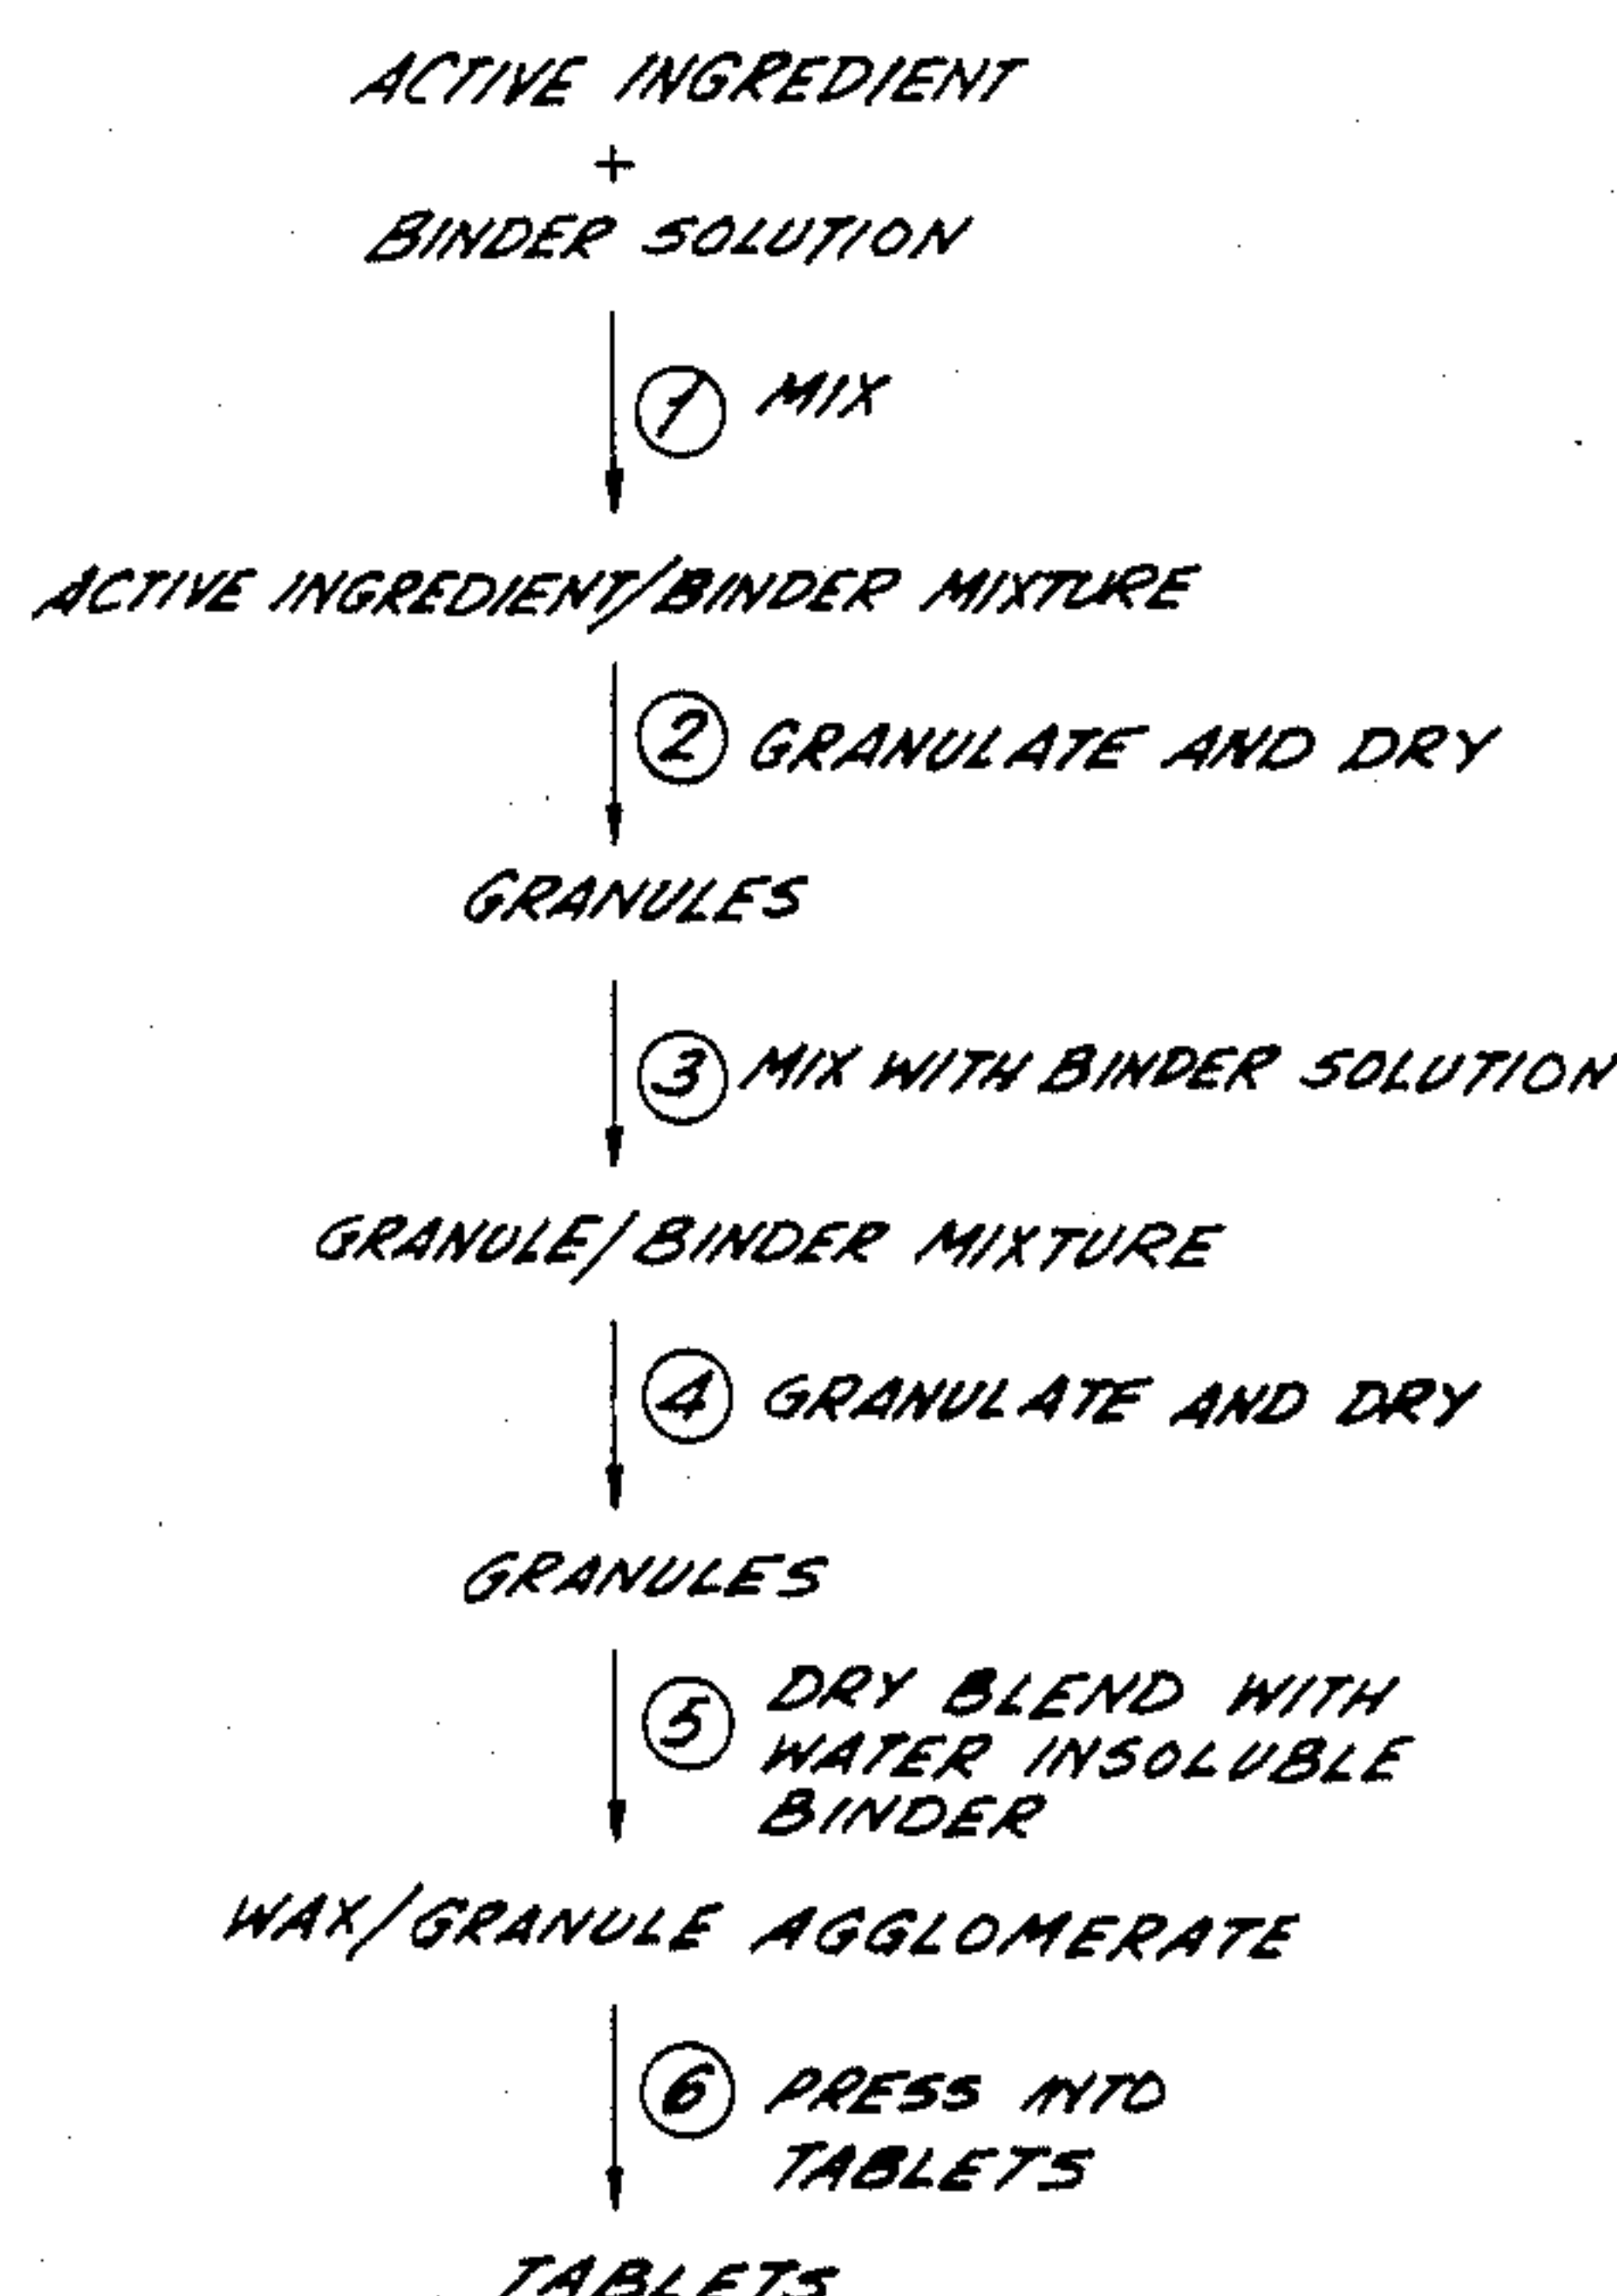 ACTIVE INGREDIENT
+
BINDER SOLUTION
1 MIX
ACTIVE INGREDIENT/BINDER MIXTURE
2 GRANULATE AND DRY
GRANULES
3 MIX WITH BINDER SOLUTION
GRANULE/BINDER MIXTURE
4 GRANULATE AND DRY
GRANULES
5 DRY BLEND WITH
WATER INSOLUBLE
BINDER
WAX/GRANULE AGGLOMERATE
6 PRESS INTO
TABLETS
TABLETS